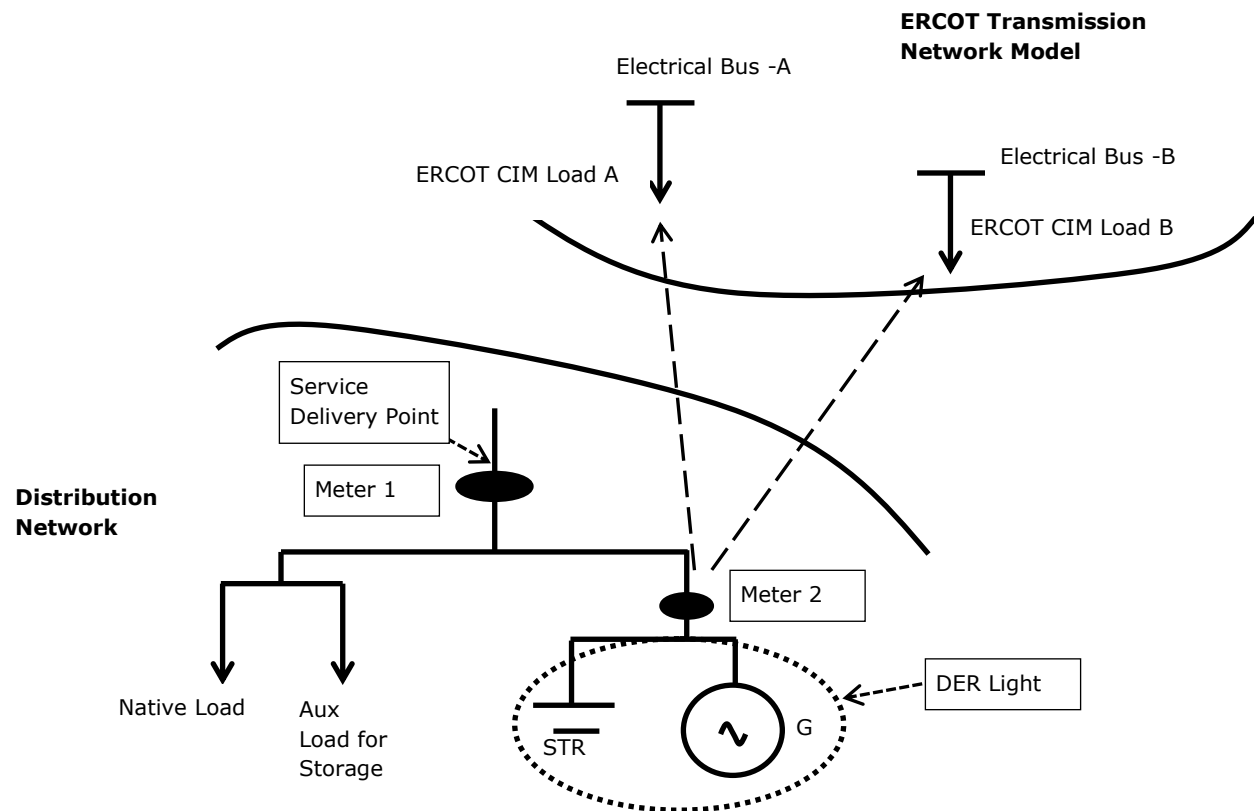 ERCOT Transmission
Network Model
Electrical Bus -A
Electrical Bus -B
ERCOT CIM Load A
ERCOT CIM Load B
Service
Delivery Point
Meter 1
Distribution
Network
Meter 2
DER Light
Native Load
Aux
Load for
Storage
STR
G